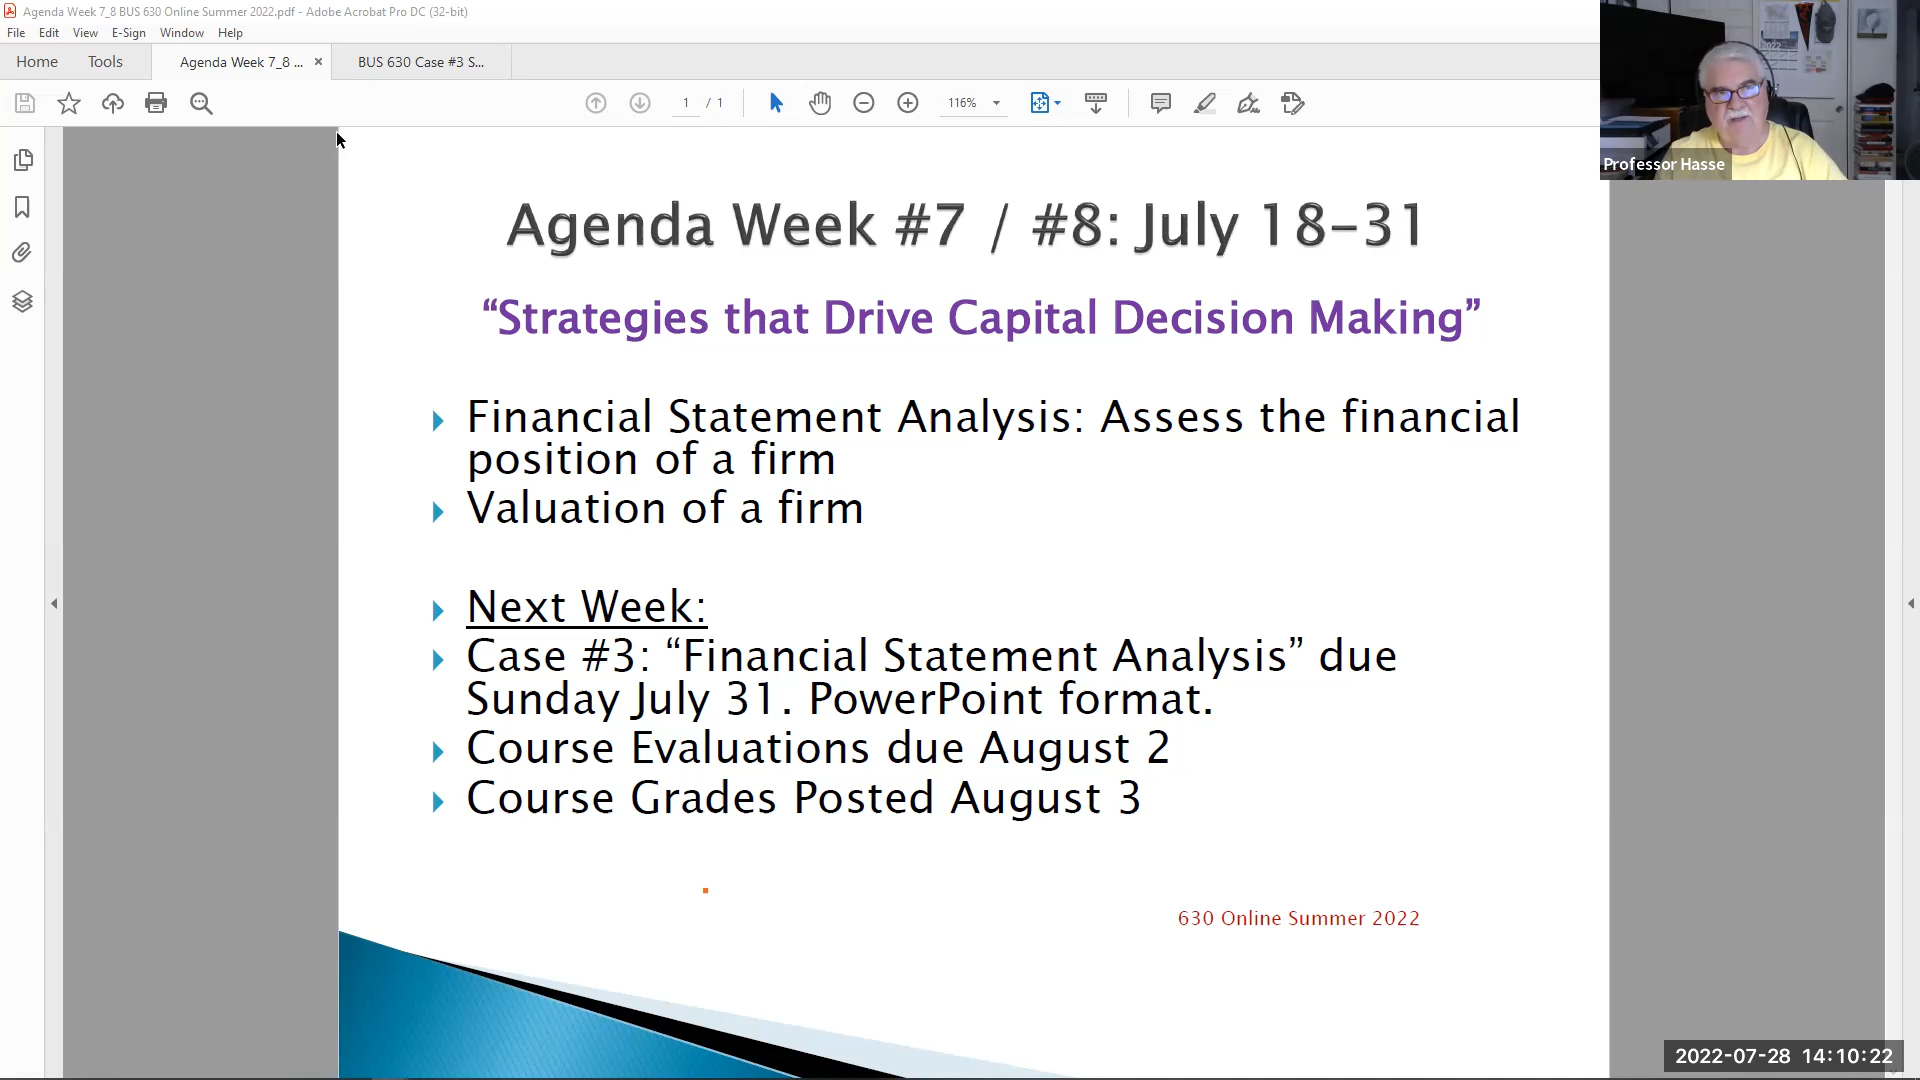 Agenda Week 7_8 BUS 630 Online Summer 2022.pdf - Adobe Acrobat Pro DC (32-bit)
File Edit View E-Sign Window Help
Home Tools Agenda Week 7_8 ... × BUS 630 Case #3 S...
1 / 1 116%
2022
Professor Hasse
Agenda Week #7 / #8: July 18-31
“Strategies that Drive Capital Decision Making”
Financial Statement Analysis: Assess the financial
position of a firm
Valuation of a firm
Next Week:
Case #3: “Financial Statement Analysis” due
Sunday July 31. PowerPoint format.
Course Evaluations due August 2
Course Grades Posted August 3
630 Online Summer 2022
2022-07-28 14:10:22